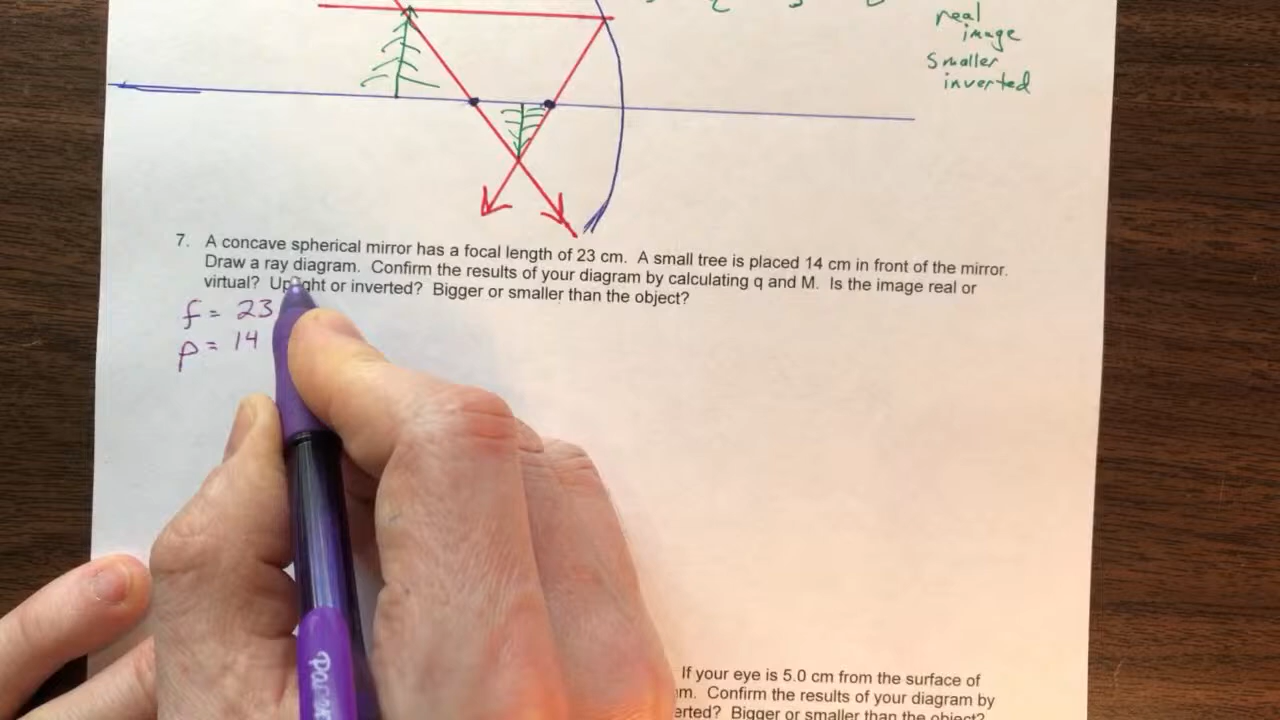 real
image
smaller
inverted
7. A concave spherical mirror has a focal length of 23 cm. A small tree is placed 14 cm in front of the mirror.
Draw a ray diagram. Confirm the results of your diagram by calculating q and M. Is the image real or
virtual? Upright or inverted? Bigger or smaller than the object?
f = 23
p = 14
If your eye is 5.0 cm from the surface of
Confirm the results of your diagram by
Bigger or smaller than the object?